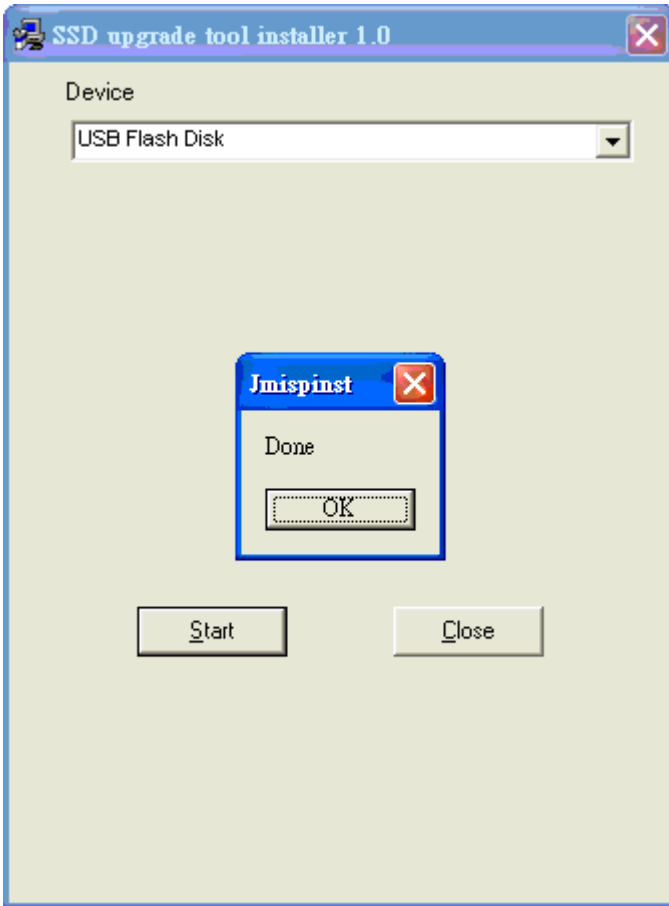 SSD upgrade tool installer 1.0
Device
USB Flash Disk
Jmispinst
Done
OK
Start
Close